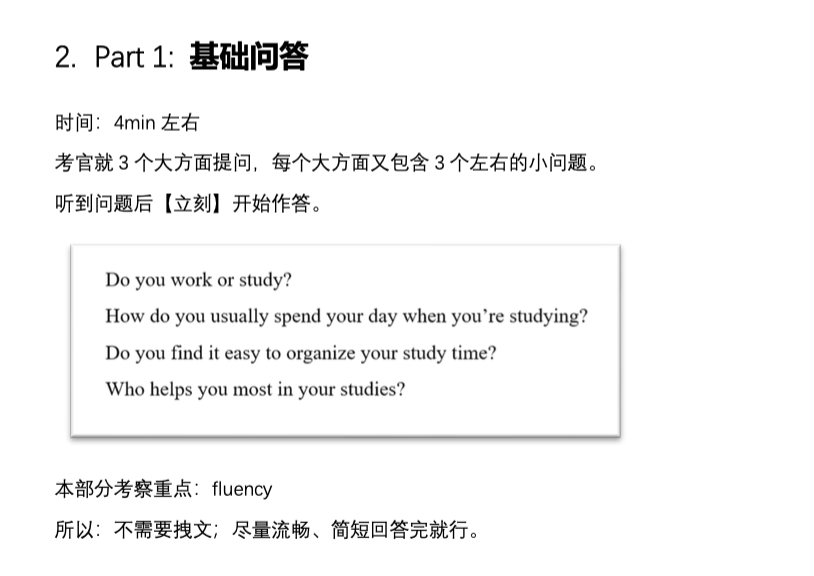 2. Part 1: 基础问答
时间：4min 左右
考官就 3 个大方面提问，每个大方面又包含 3 个左右的小问题。
听到问题后【立刻】开始作答。
Do you work or study?
How do you usually spend your day when you’re studying?
Do you find it easy to organize your study time?
Who helps you most in your studies?
本部分考察重点：fluency
所以：不需要拽文；尽量流畅、简短回答完就行。